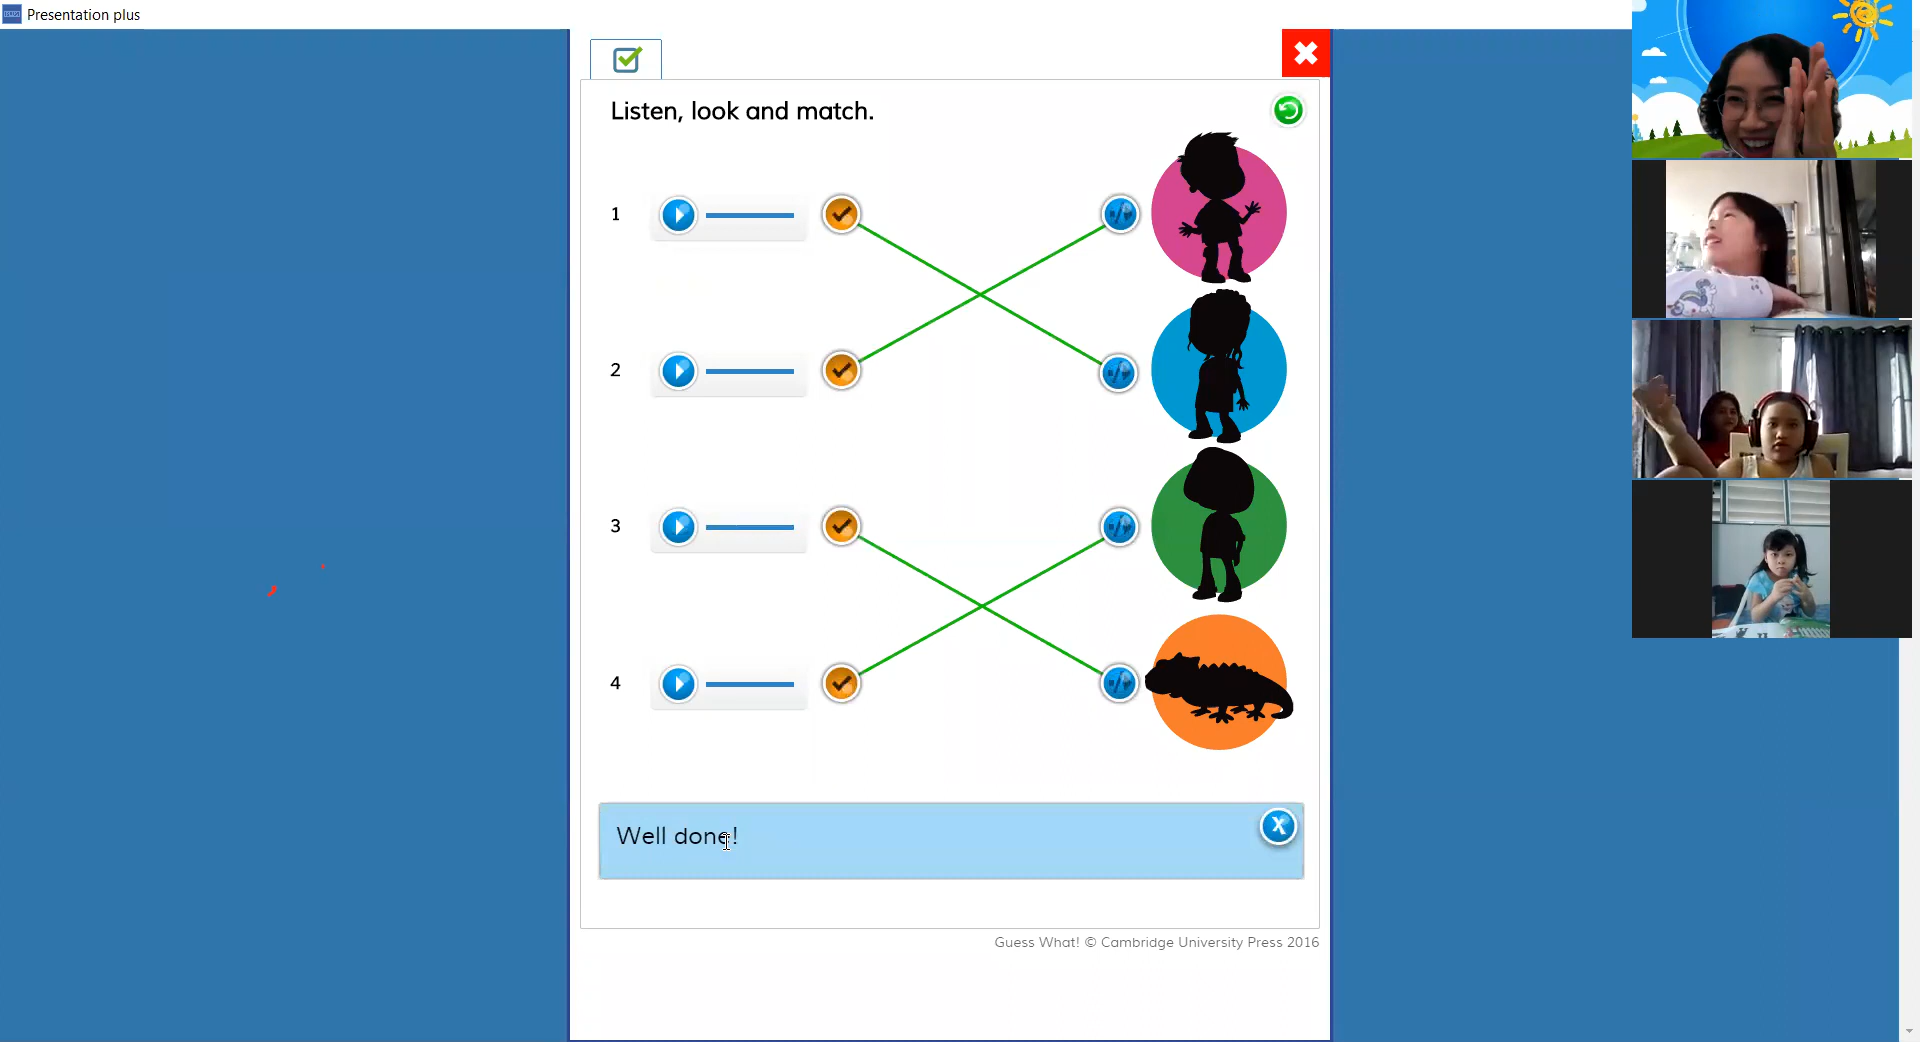 Presentation plus
Listen, look and match.
1
2
3
4
Well done!
X
Guess What! © Cambridge University Press 2016